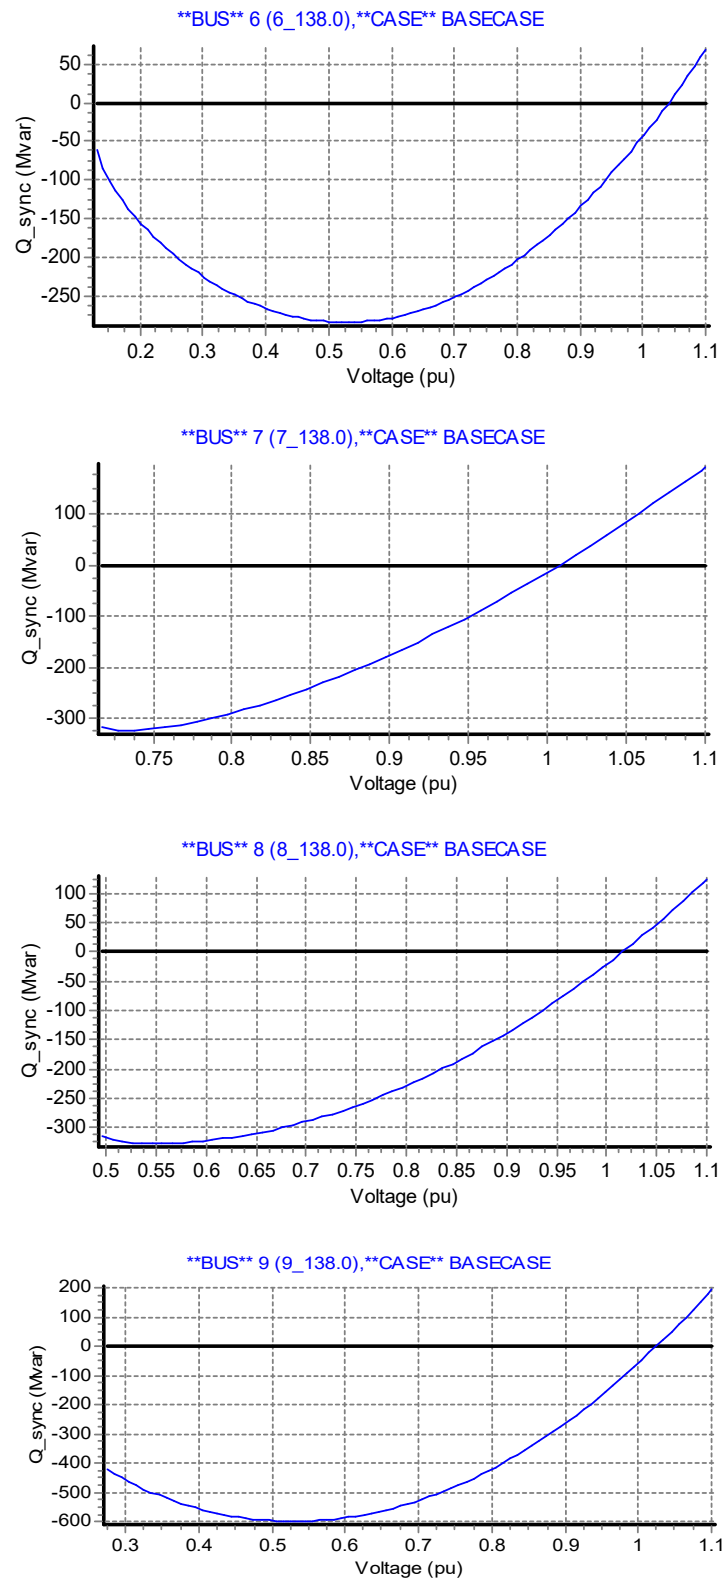 **BUS** 6 (6_138.0),**CASE** BASECASE
50
0
-50
-100
-150
-200
-250
Q_sync (Mvar)
0.2 0.3 0.4 0.5 0.6 0.7 0.8 0.9 1 1.1
Voltage (pu)
**BUS** 7 (7_138.0),**CASE** BASECASE
100
0
-100
-200
-300
Q_sync (Mvar)
0.75 0.8 0.85 0.9 0.95 1 1.05 1.1
Voltage (pu)
**BUS** 8 (8_138.0),**CASE** BASECASE
100
50
0
-50
-100
-150
-200
-250
-300
Q_sync (Mvar)
0.5 0.55 0.6 0.65 0.7 0.75 0.8 0.85 0.9 0.95 1 1.05 1.1
Voltage (pu)
**BUS** 9 (9_138.0),**CASE** BASECASE
200
100
0
-100
-200
-300
-400
-500
-600
Q_sync (Mvar)
0.3 0.4 0.5 0.6 0.7 0.8 0.9 1 1.1
Voltage (pu)